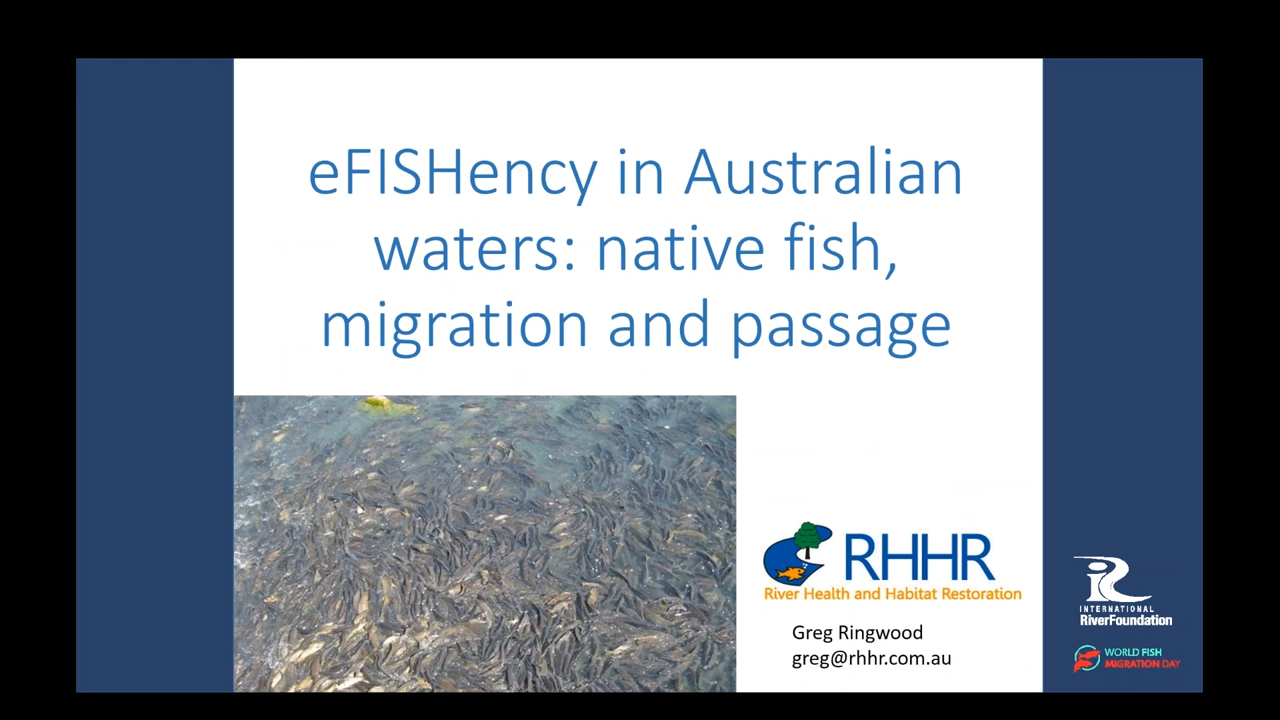 eFISHency in Australian
waters: native fish,
migration and passage
RHHR
River Health and Habitat Restoration
Greg Ringwood
greg@rhhr.com.au
INTERNATIONAL
RiverFoundation
WORLD FISH
MIGRATION DAY